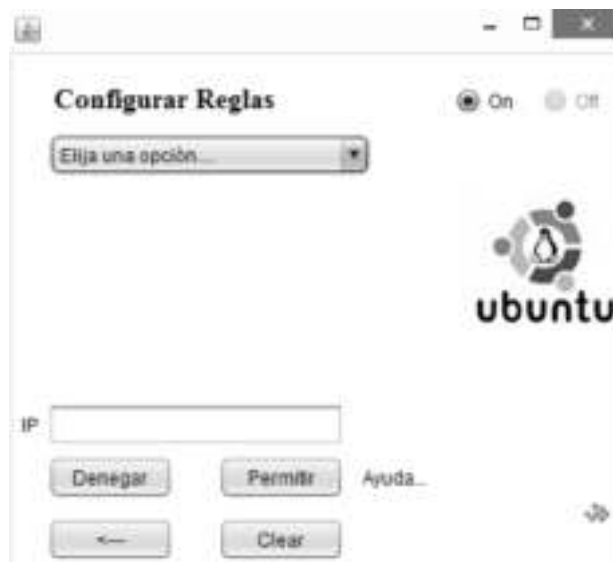 Configurar Reglas
On
Off
Elija una opción...
ubuntu
IP
Denegar
Permitir
Ayuda...
<---
Clear